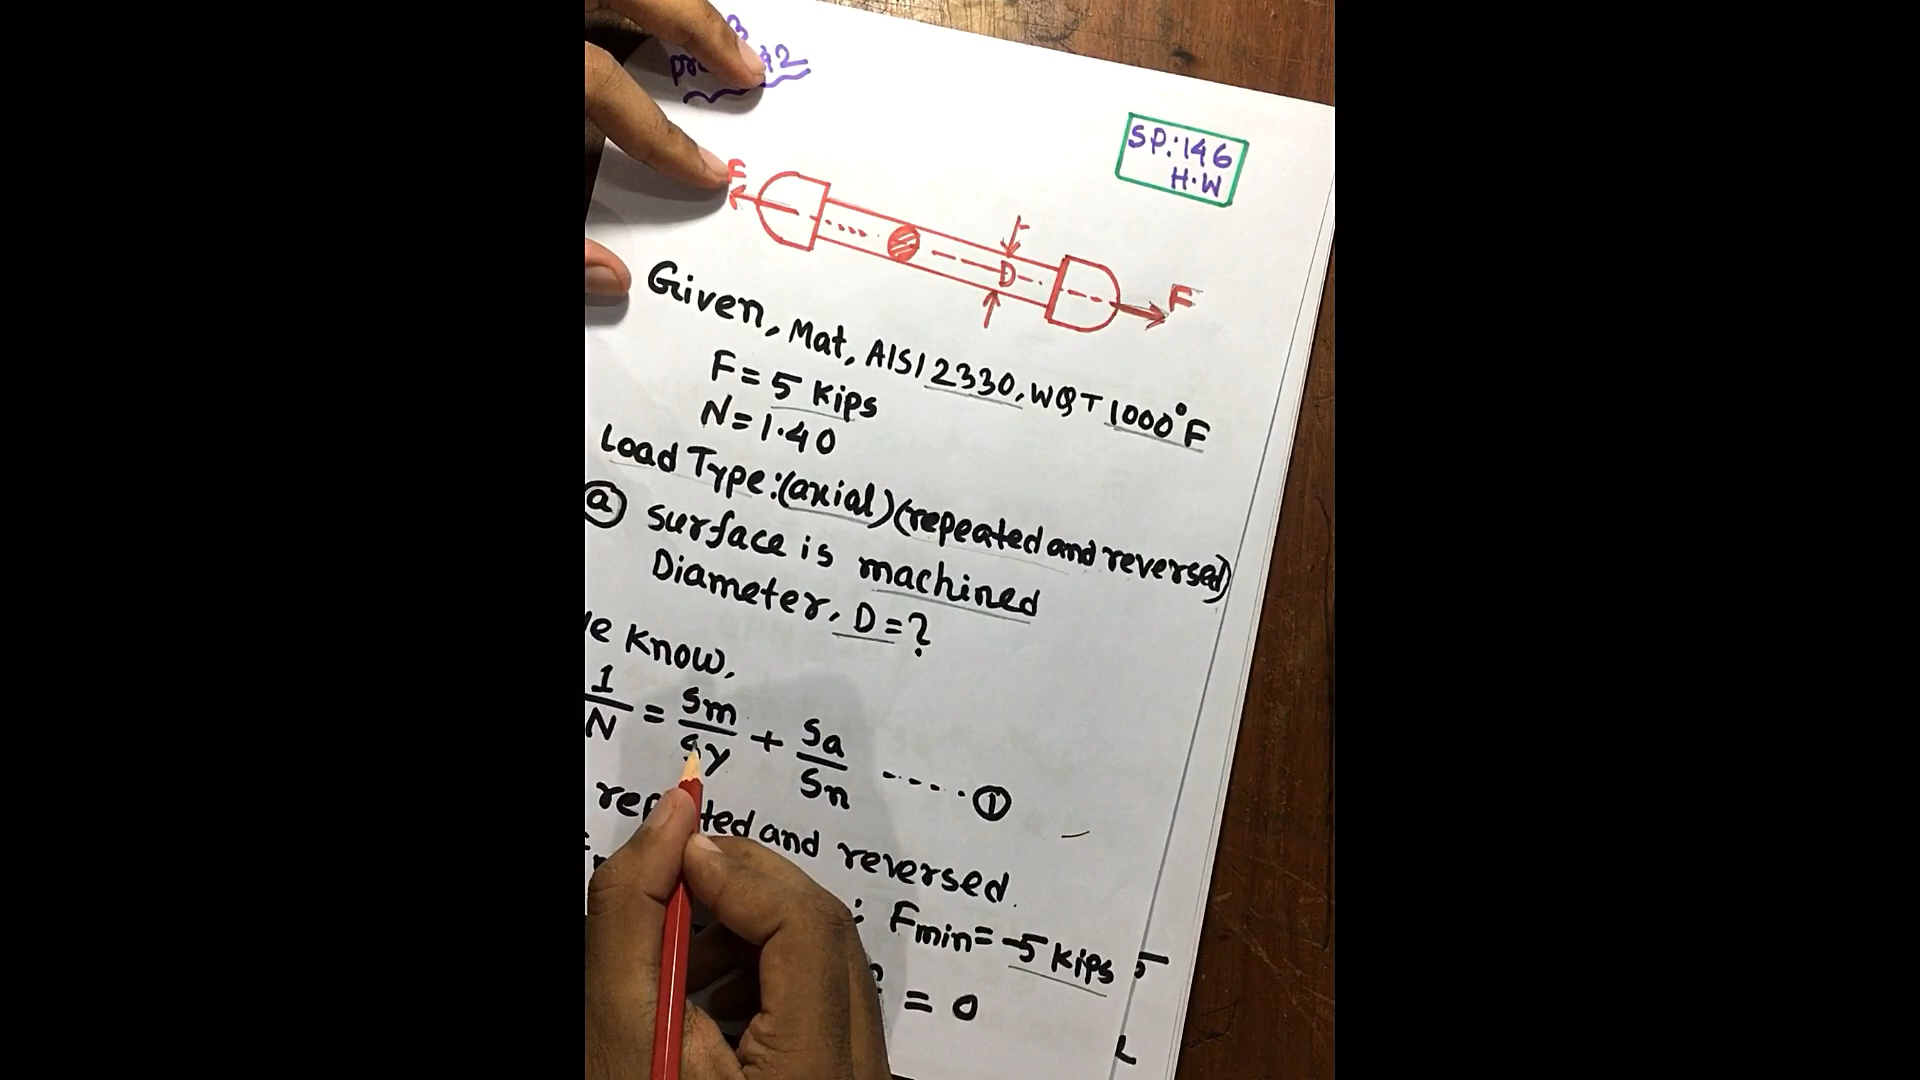 SP:146
H.W
F
D
F
Given, Mat, AISI 2330, WQT 1000°F
F = 5 kips
N = 1.40
Load Type:(axial)(repeated and reversed)
ⓐ surface is machined
Diameter, D = ?
Know,
1/N = Sm/Sy + Sa/Sn ----- ①
and reversed.
Fmin = -5 kips
= 0